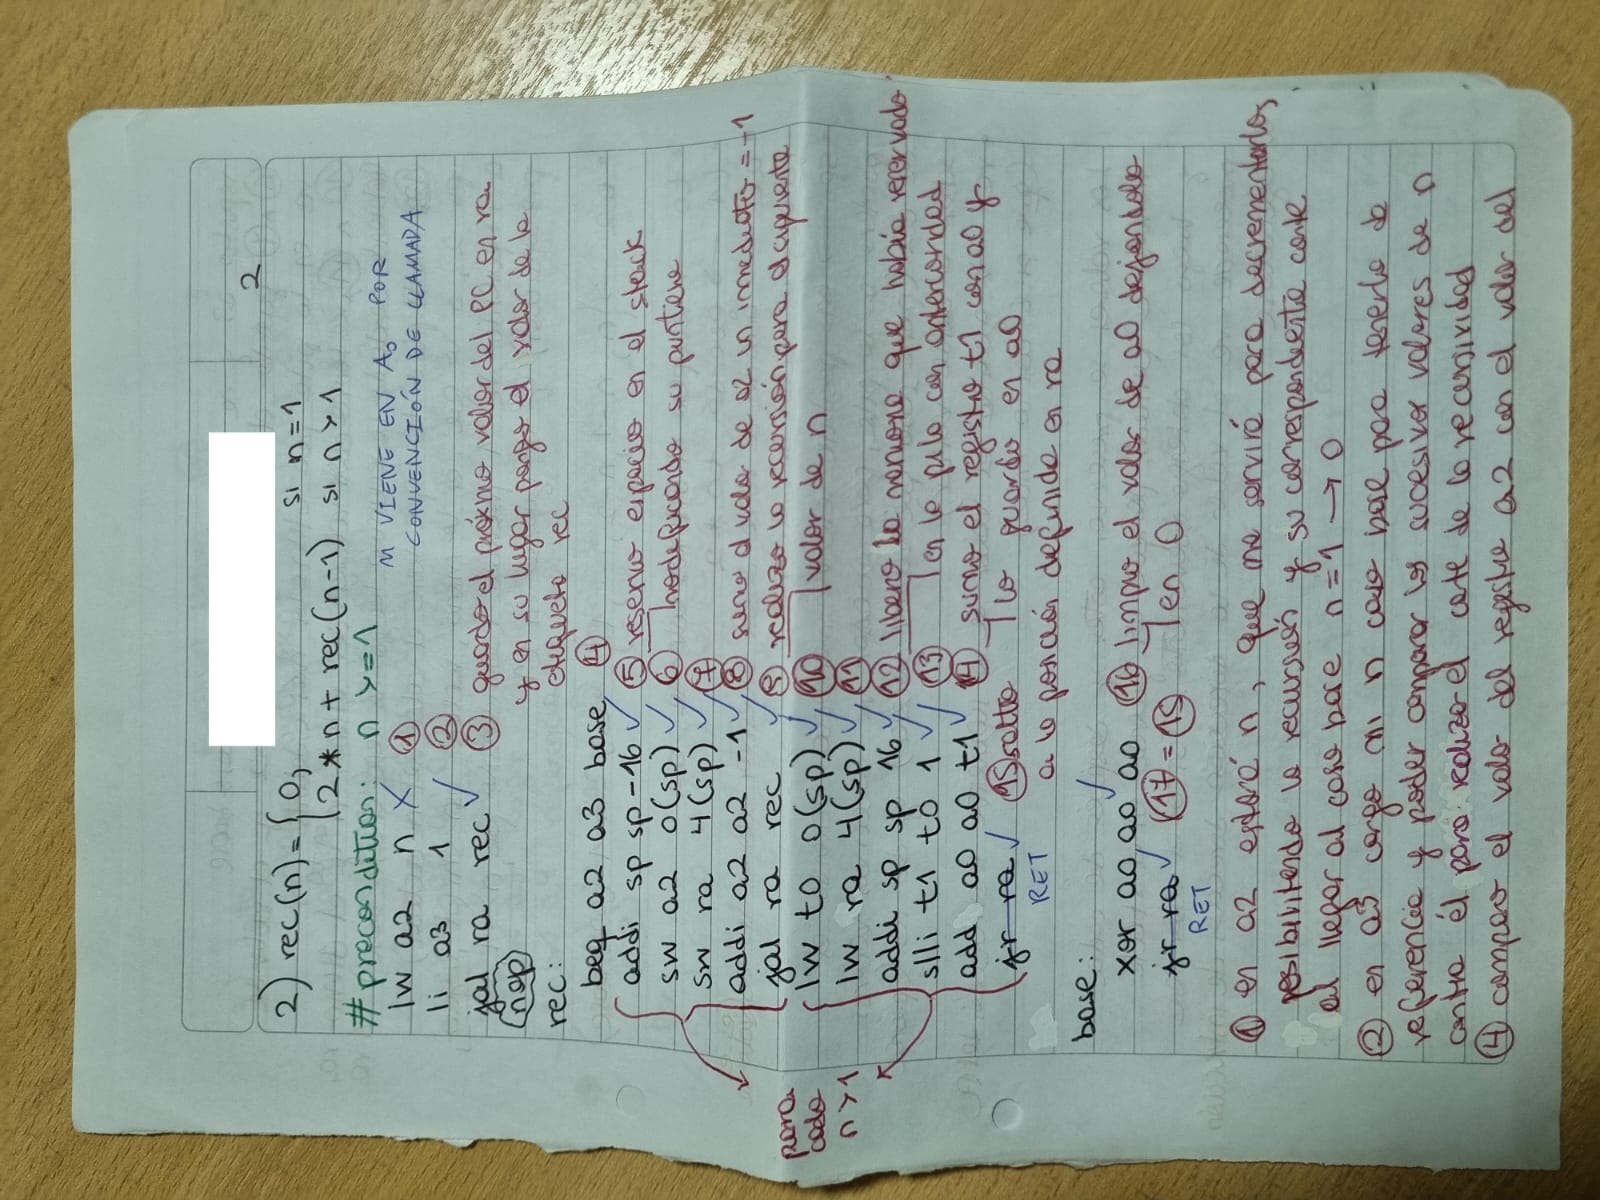 2
2) rec(n)= { 0, si n=1
2*n + rec(n-1) si n > 1
# precondition: n >= 1
lw a2 n X ①
N VIENE EN A0 POR
CONVENCIÓN DE LLAMADA
li a3 1 ✓ ②
jal ra rec ✓ ③ guardo el próximo valor del PC en ra
(nop) y en su lugar pongo el valor de la
rec: etiqueta rec
beq a2 a3 base ④
addi sp sp -16 ✓ ⑤ reservo espacio en el stack
sw a2 0(sp) ✓ ⑥ modificando su puntero
sw ra 4(sp) ✓ ⑦
addi a2 a2 -1 ✓ ⑧ sumo al valor de a2 un inmediato = -1
jal ra rec ✓ ⑨ realizo la recursión para el siguiente
para
cada
n > 1
lw t0 0(sp) ✓ ⑩ valor de n
lw ra 4(sp) ✓ ⑪
addi sp sp 16 ✓ ⑫ libero la memoria que había reservado
slli t1 t0 1 ✓ ⑬ en la pila con anterioridad
add a0 a0 t1 ✓ ⑭ sumo el registro t1 con a0 y
jr ra ✓ ⑮ salto lo guardo en a0
RET a la posición definida en ra
base:
xor a0, a0 a0 ✓ ⑯ limpio el valor de a0 dejándolo
jr ra ✓ ⑰ = ⑮ en 0
RET
① en a2 estará n, que me servirá para decrementarlo,
posibilitando la recursión y su correspondiente corte
al llegar al caso base n=1 → 0
② en a3 cargo mi n caso base para tenerlo de
referencia y poder comparar los sucesivos valores de n
contra él para realizar el corte de la recursividad
④ comparo el valor del registro a2 con el valor del